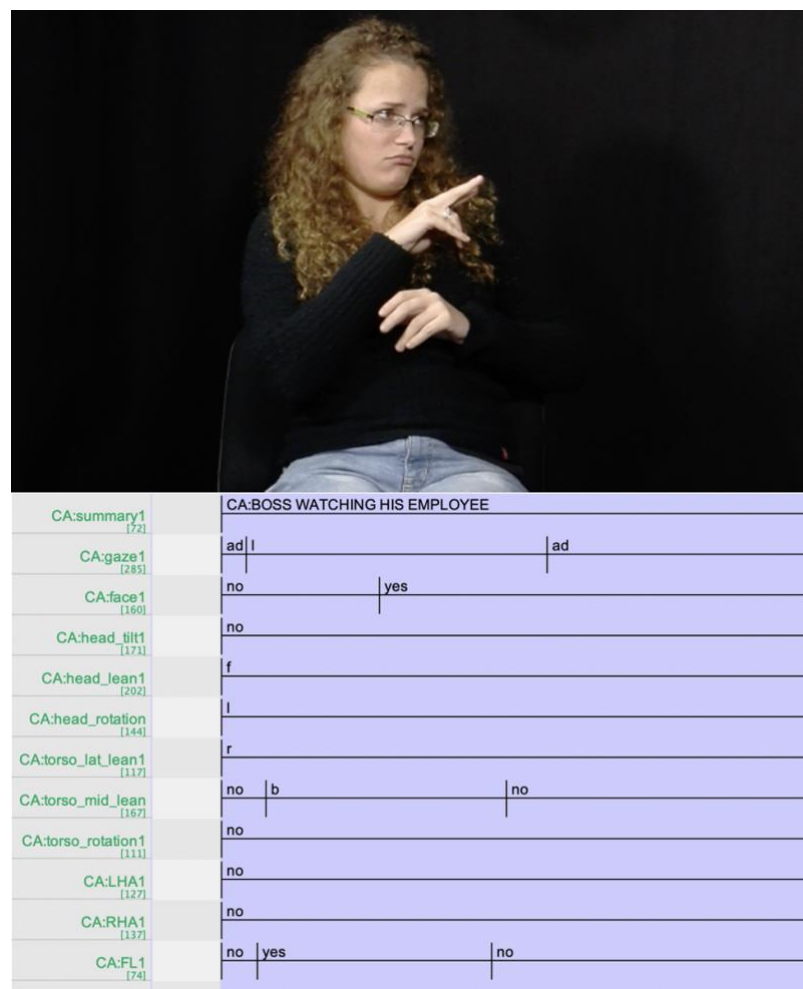 CA:summary1 CA:BOSS WATCHING HIS EMPLOYEE
[72]
CA:gaze1 ad l ad
[285]
CA:face1 no yes
[160]
CA:head_tilt1 no
[171]
CA:head_lean1 f
[202]
CA:head_rotation l
[144]
CA:torso_lat_lean1 r
[117]
CA:torso_mid_lean no b no
[167]
CA:torso_rotation1 no
[111]
CA:LHA1 no
[127]
CA:RHA1 no
[137]
CA:FL1 no yes no
[74]